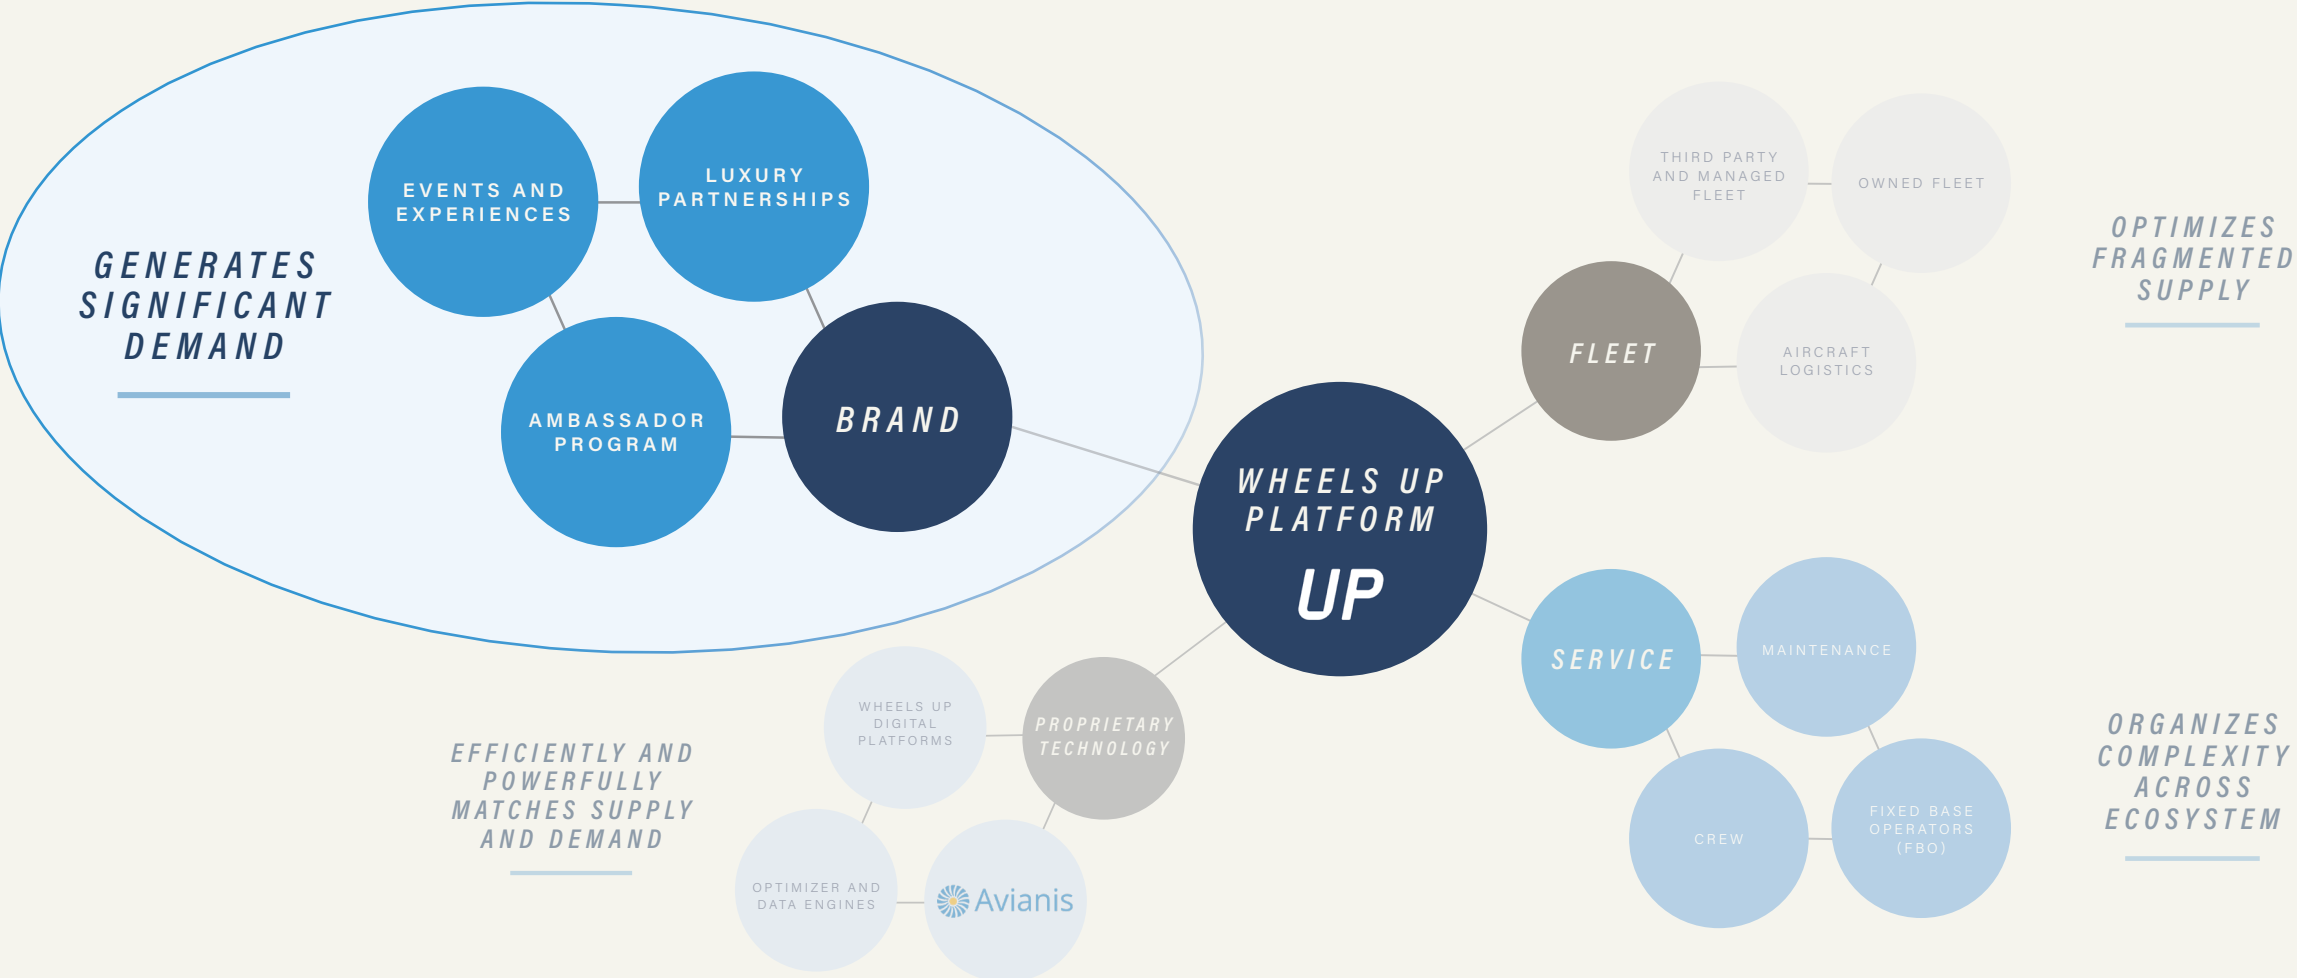 GENERATES
SIGNIFICANT
DEMAND
EVENTS AND
EXPERIENCES
LUXURY
PARTNERSHIPS
AMBASSADOR
PROGRAM
BRAND
WHEELS UP
PLATFORM
UP
THIRD PARTY
AND MANAGED
FLEET
OWNED FLEET
FLEET
AIRCRAFT
LOGISTICS
OPTIMIZES
FRAGMENTED
SUPPLY
SERVICE
MAINTENANCE
CREW
FIXED BASE
OPERATORS
(FBO)
ORGANIZES
COMPLEXITY
ACROSS
ECOSYSTEM
EFFICIENTLY AND
POWERFULLY
MATCHES SUPPLY
AND DEMAND
WHEELS UP
DIGITAL
PLATFORMS
PROPRIETARY
TECHNOLOGY
OPTIMIZER AND
DATA ENGINES
Avianis